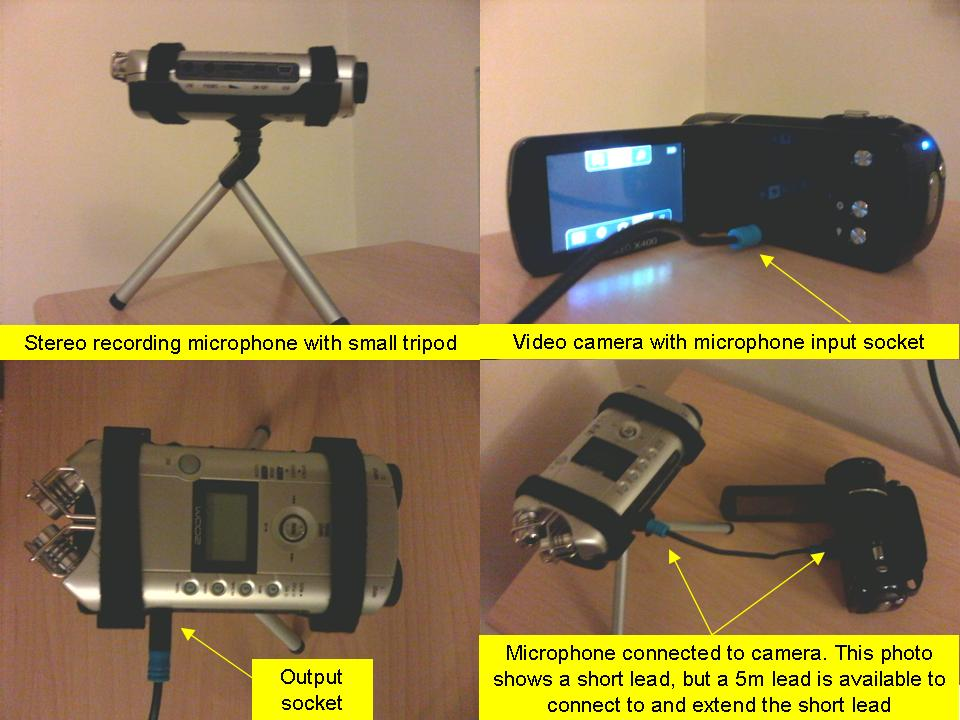 Stereo recording microphone with small tripod
X400
Video camera with microphone input socket
ZOOM
Output
socket
Microphone connected to camera. This photo
shows a short lead, but a 5m lead is available to
connect to and extend the short lead